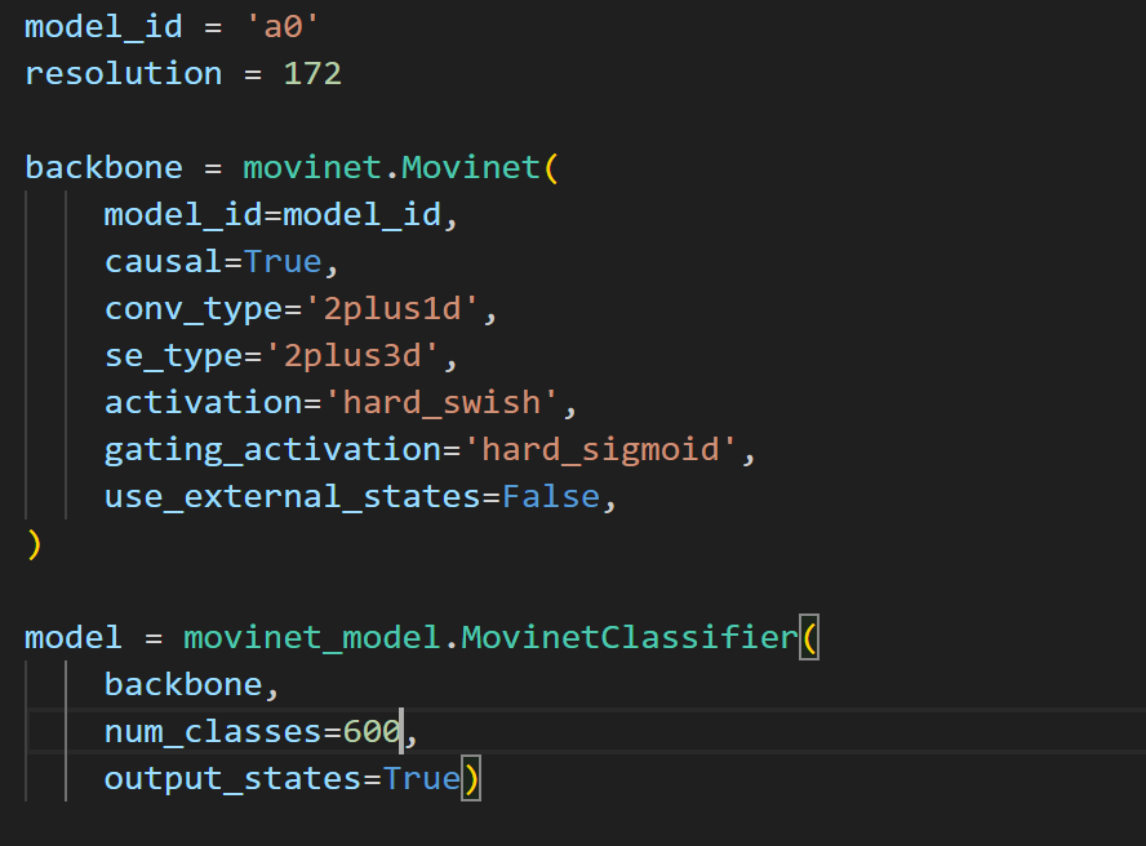 model_id = 'a0'
resolution = 172
backbone = movinet.Movinet(
    model_id=model_id,
    causal=True,
    conv_type='2plus1d',
    se_type='2plus3d',
    activation='hard_swish',
    gating_activation='hard_sigmoid',
    use_external_states=False,
)
model = movinet_model.MovinetClassifier(
    backbone,
    num_classes=600,
    output_states=True)